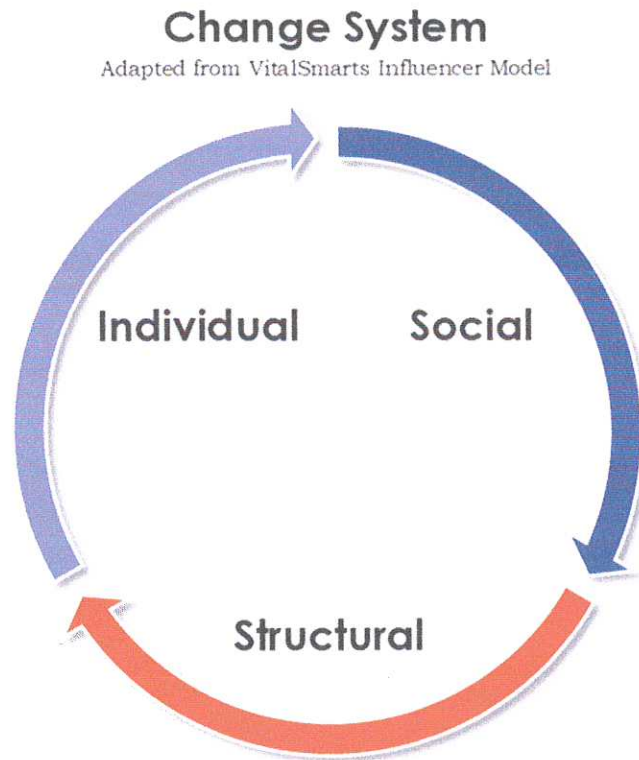 Change System
Adapted from VitalSmarts Influencer Model
Individual
Social
Structural